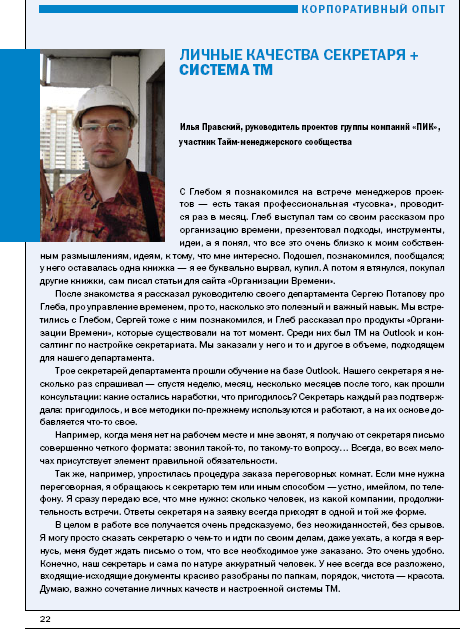 КОРПОРАТИВНЫЙ ОПЫТ
ЛИЧНЫЕ КАЧЕСТВА СЕКРЕТАРЯ +
СИСТЕМА ТМ
Илья Правский, руководитель проектов группы компаний «ПИК»,
участник Тайм-менеджерского сообщества
С Глебом я познакомился на встрече менеджеров проек-
тов — есть такая профессиональная «тусовка», проводит-
ся раз в месяц. Глеб выступал там со своим рассказом про
организацию времени, презентовал подходы, инструменты,
идеи, а я понял, что все это очень близко к моим собствен-
ным размышлениям, идеям, к тому, что мне интересно. Подошел, познакомился, пообщался;
у него оставалась одна книжка — я ее буквально вырвал, купил. А потом я втянулся, покупал
другие книжки, сам писал статьи для сайта «Организации Времени».
После знакомства я рассказал руководителю своего департамента Сергею Потапову про
Глеба, про управление временем, про то, насколько это полезный и важный навык. Мы встре-
тились с Глебом, Сергей тоже с ним познакомился, и Глеб рассказал про продукты «Органи-
зации Времени», которые существовали на тот момент. Среди них был ТМ на Outlook и кон-
салтинг по настройке секретариата. Мы заказали у него и то и другое в объеме, подходящем
для нашего департамента.
Трое секретарей департамента прошли обучение на базе Outlook. Нашего секретаря я не-
сколько раз спрашивал — спустя неделю, месяц, несколько месяцев после того, как прошли
консультации: какие остались наработки, что пригодилось? Секретарь каждый раз подтверж-
дала: пригодилось, и все методики по-прежнему используются и работают, а на их основе до-
бавляется что-то свое.
Например, когда меня нет на рабочем месте и мне звонят, я получаю от секретаря письмо
совершенно четкого формата: звонил такой-то, по такому-то вопросу… Всегда, во всех мело-
чах присутствует элемент правильной обязательности.
Так же, например, упростилась процедура заказа переговорных комнат. Если мне нужна
переговорная, я обращаюсь к секретарю тем или иным способом — устно, имейлом, по теле-
фону. Я сразу передаю все, что мне нужно: сколько человек, из какой компании, продолжи-
тельность встречи. Ответы секретаря на заявку всегда приходят в одной и той же форме.
В целом в работе все получается очень предсказуемо, без неожиданностей, без срывов.
Я могу просто сказать секретарю о чем-то и идти по своим делам, даже уехать, а когда я вер-
нусь, меня будет ждать письмо о том, что все необходимое уже заказано. Это очень удобно.
Конечно, наш секретарь и сама по натуре аккуратный человек. У нее всегда все разложено,
входящие-исходящие документы красиво разобраны по папкам, порядок, чистота — красота.
Думаю, важно сочетание личных качеств и настроенной системы ТМ.
22